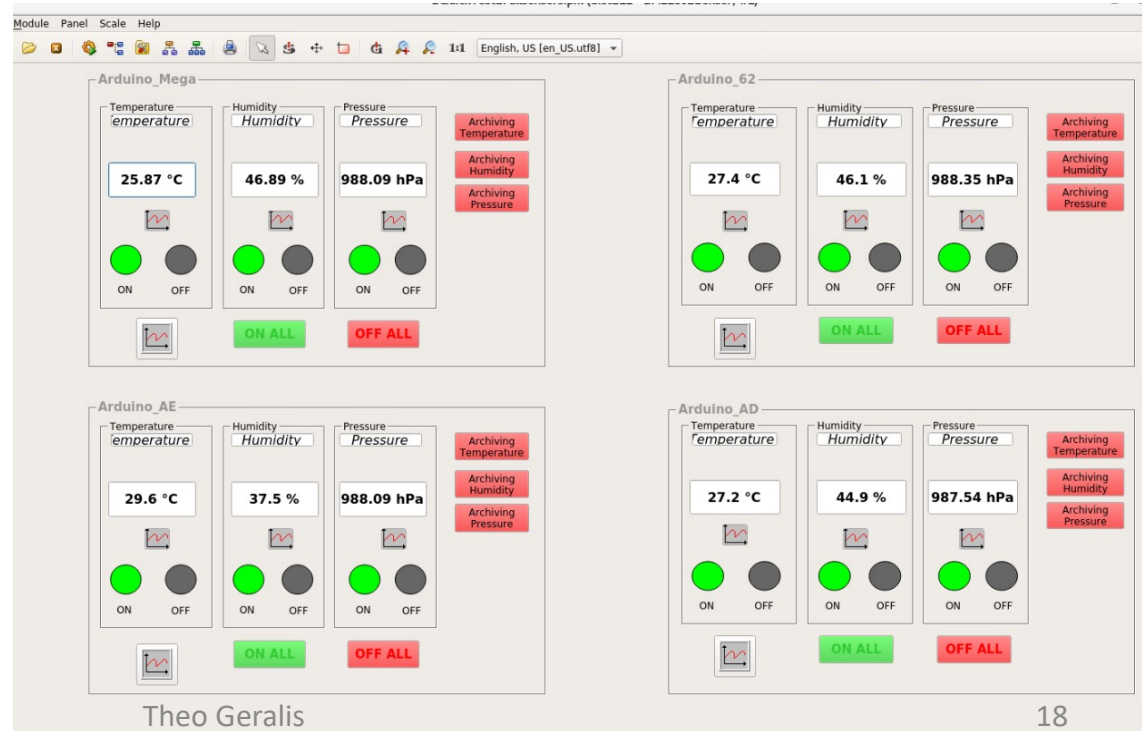 Module Panel Scale Help
1:1 English, US [en_US.utf8]
Arduino_Mega
Temperature Humidity Pressure
Temperature Humidity Pressure
Archiving
Temperature
Archiving
Humidity
Archiving
Pressure
25.87 °C 46.89 % 988.09 hPa
ON OFF ON OFF ON OFF
ON ALL OFF ALL
Arduino_62
Temperature Humidity Pressure
Temperature Humidity Pressure
Archiving
Temperature
Archiving
Humidity
Archiving
Pressure
27.4 °C 46.1 % 988.35 hPa
ON OFF ON OFF ON OFF
ON ALL OFF ALL
Arduino_AE
Temperature Humidity Pressure
Temperature Humidity Pressure
Archiving
Temperature
Archiving
Humidity
Archiving
Pressure
29.6 °C 37.5 % 988.09 hPa
ON OFF ON OFF ON OFF
ON ALL OFF ALL
Arduino_AD
Temperature Humidity Pressure
Temperature Humidity Pressure
Archiving
Temperature
Archiving
Humidity
Archiving
Pressure
27.2 °C 44.9 % 987.54 hPa
ON OFF ON OFF ON OFF
ON ALL OFF ALL
Theo Geralis 18